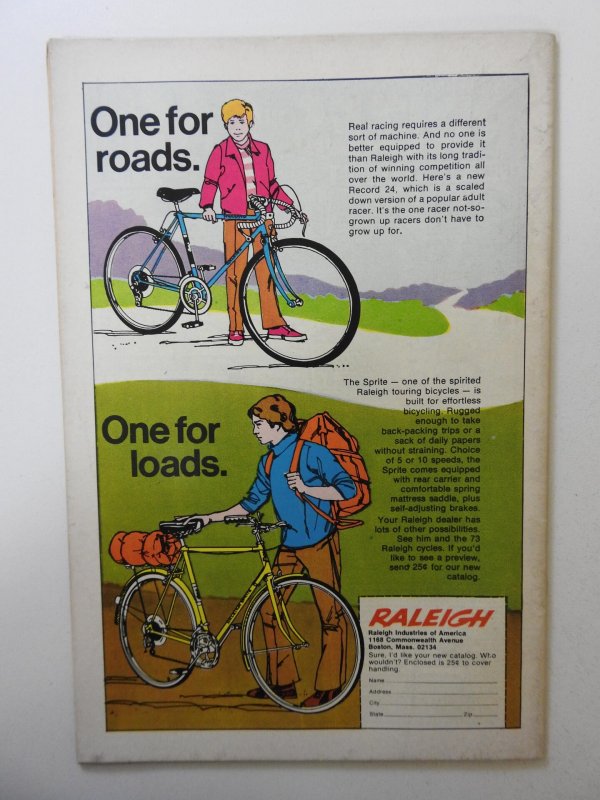 One for
roads.
Real racing requires a different
sort of machine. And no one is
better equipped to provide it
than Raleigh with its long tradi-
tion of winning competition all
over the world. Here's a new
Record 24, which is a scaled
down version of a popular adult
racer. It's the one racer not-so-
grown up racers don't have to
grow up for.
The Sprite — one of the spirited
Raleigh touring bicycles — is
built for effortless
bicycling. Rugged
enough to take
back-packing trips or a
sack of daily papers
without straining. Choice
of 5 or 10 speeds, the
Sprite comes equipped
with rear carrier and
comfortable spring
mattress saddle, plus
self-adjusting brakes.
Your Raleigh dealer has
lots of other possibilities.
See him and the 73
Raleigh cycles. If you'd
like to see a preview,
send 25¢ for our new
catalog.
One for
loads.
RALEIGH
Raleigh Industries of America
1168 Commonwealth Avenue
Boston, Mass. 02134
Sure, I'd like your new catalog. Who
wouldn't? Enclosed is 25¢ to cover
handling.
Name
Address
City
State Zip